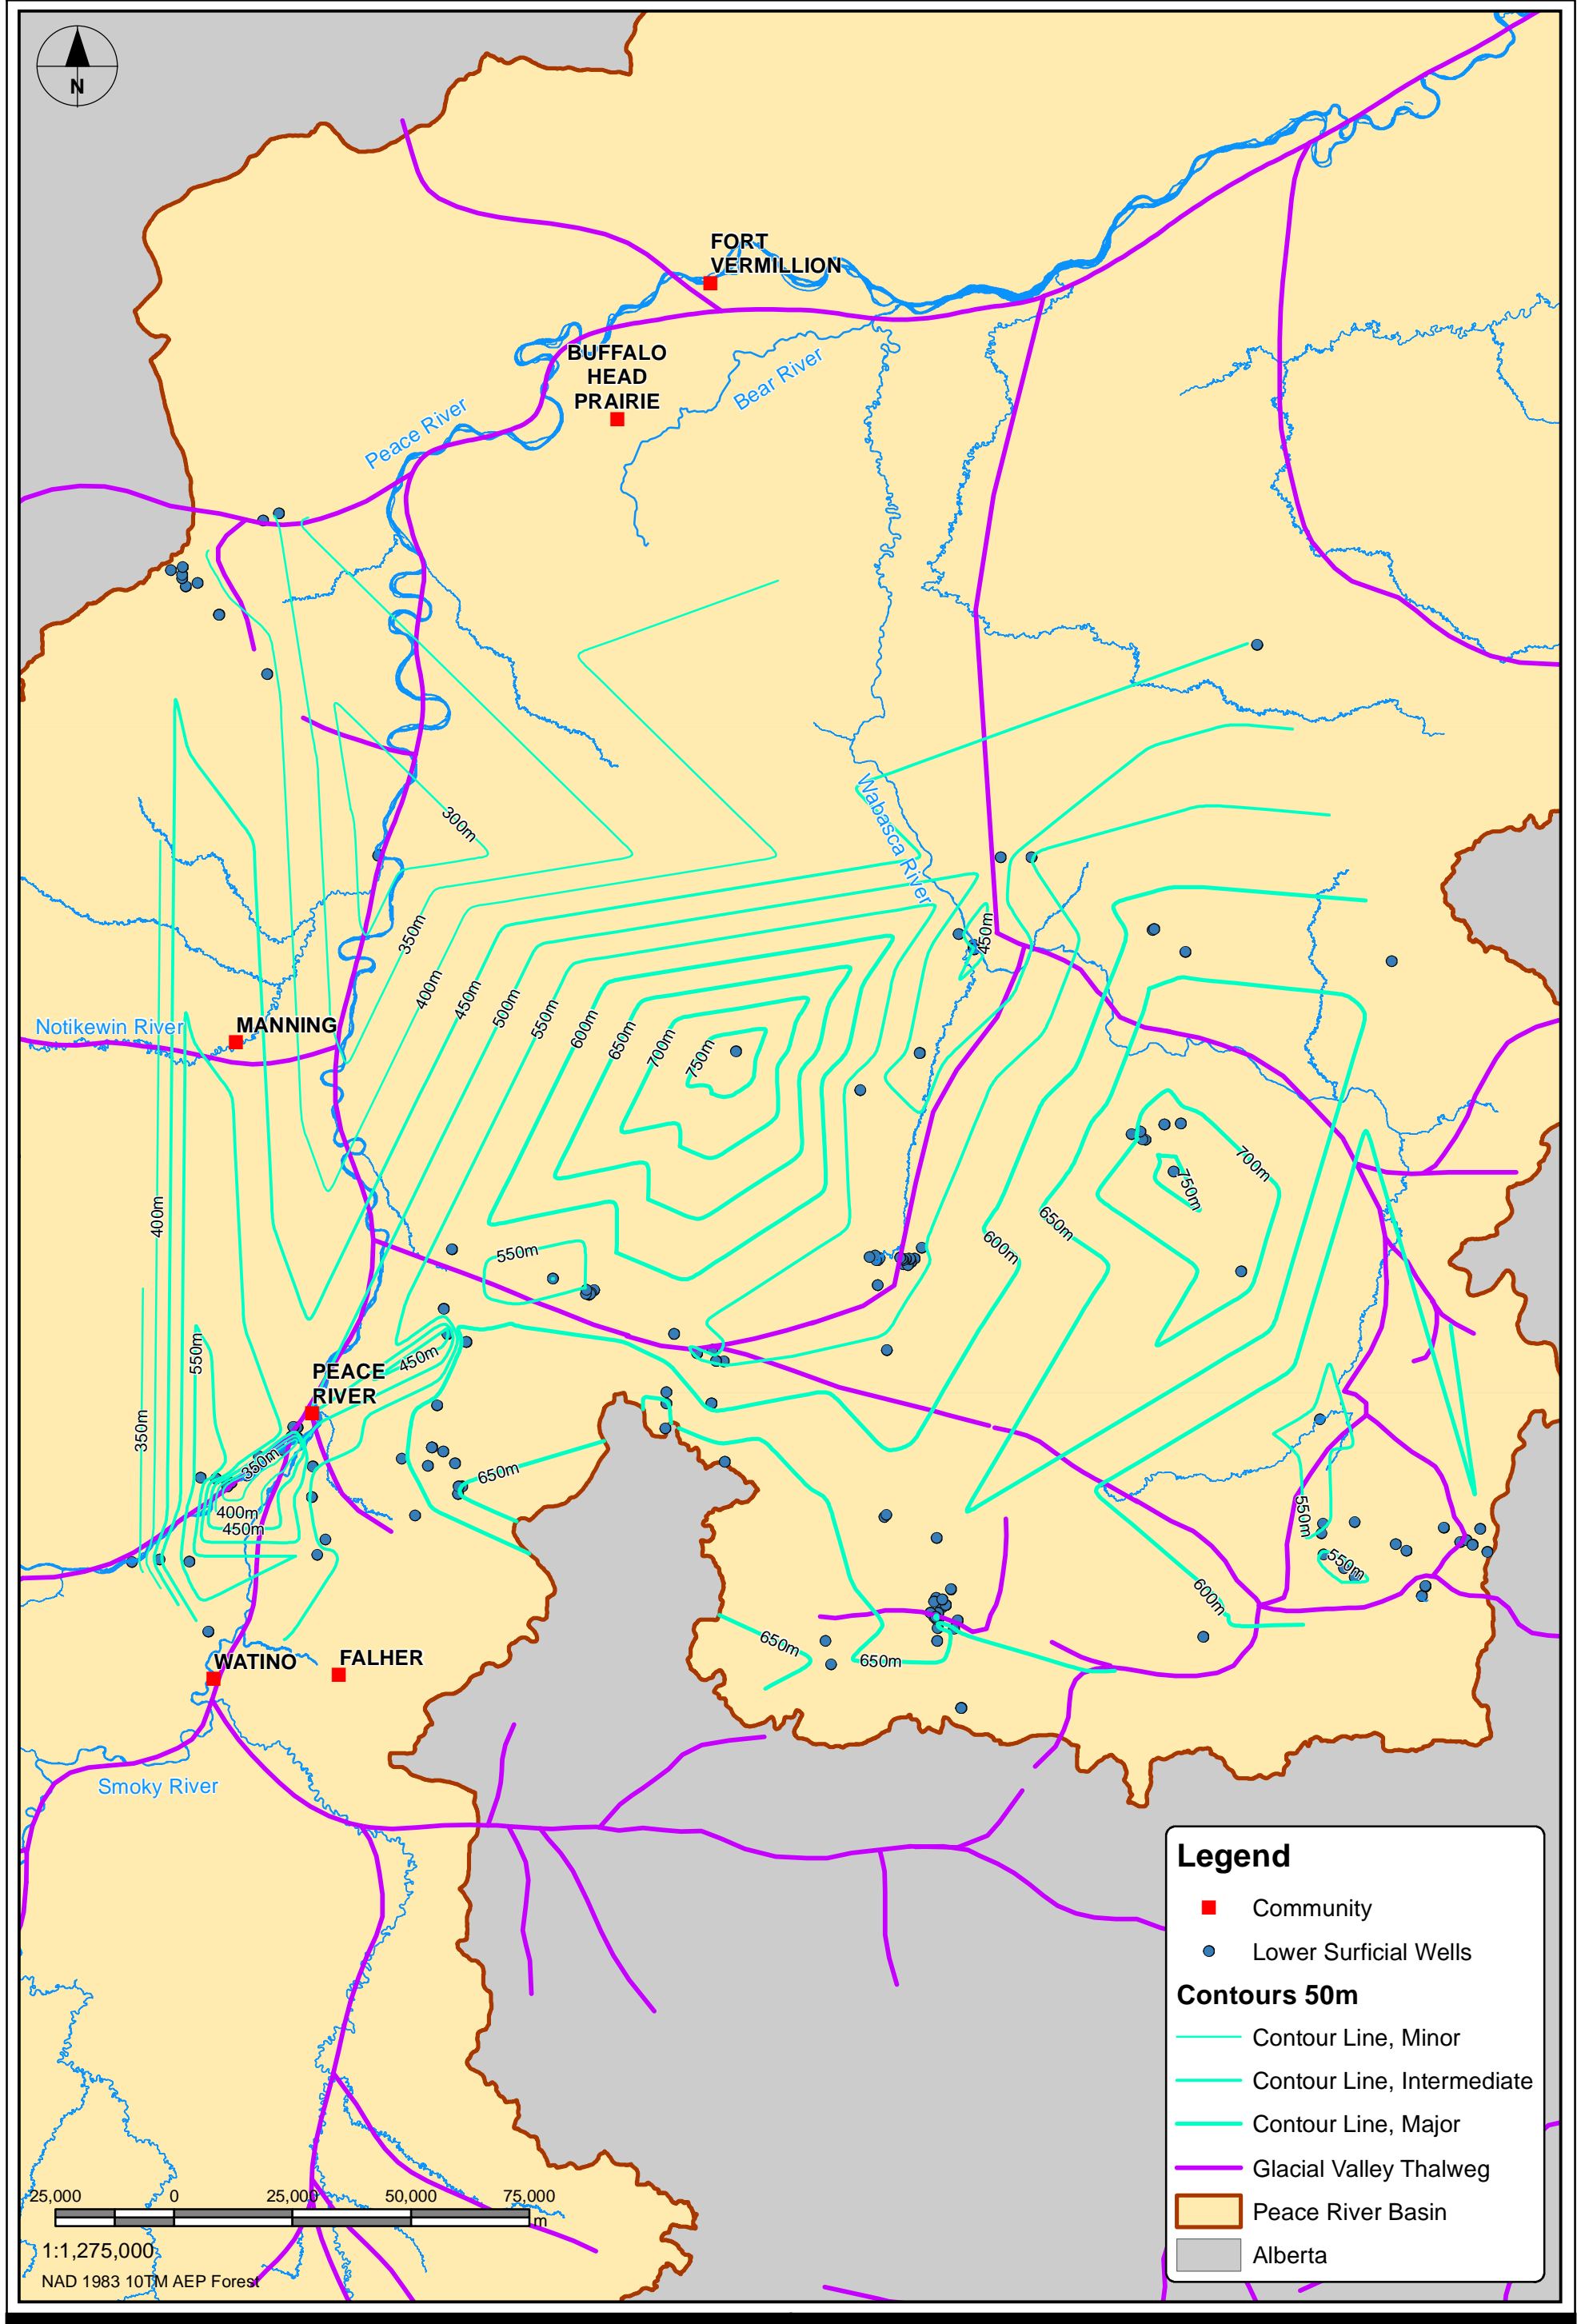 N
FORT
VERMILLION
BUFFALO
HEAD
PRAIRIE
Bear River
Peace River
300m
Wabasca River
350m
400m
450m
500m
550m
600m
650m
700m
750m
450m
Notikewin River
MANNING
400m
550m
350m
550m
450m
PEACE
RIVER
350m
400m
450m
650m
700m
750m
650m
600m
550m
550m
600m
650m
650m
WATINO
FALHER
Smoky River
Legend
Community
Lower Surficial Wells
Contours 50m
Contour Line, Minor
Contour Line, Intermediate
Contour Line, Major
Glacial Valley Thalweg
Peace River Basin
Alberta
25,000 0 25,000 50,000 75,000
m
1:1,275,000
NAD 1983 10TM AEP Forest